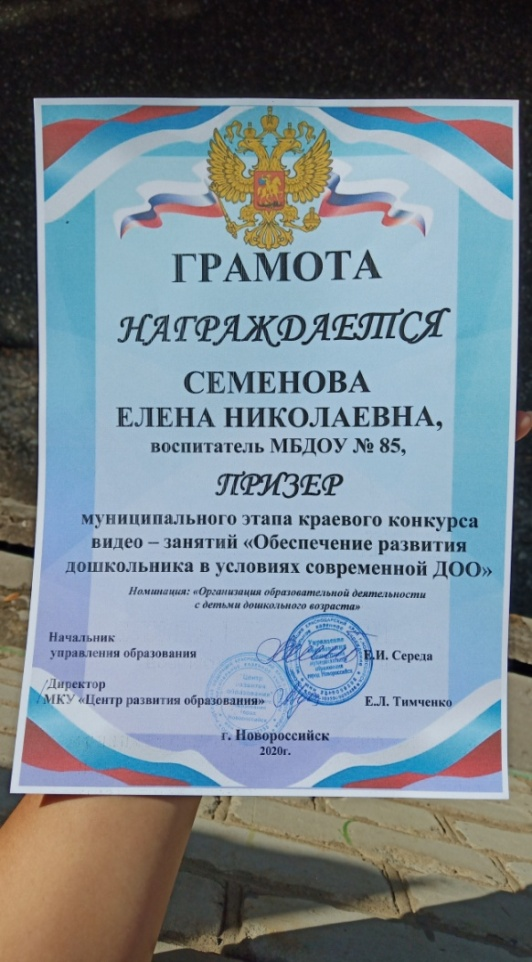 ГРАМОТА
НАГРАЖДАЕТСЯ
СЕМЕНОВА
ЕЛЕНА НИКОЛАЕВНА,
воспитатель МБДОУ № 85,
ПРИЗЕР
муниципального этапа краевого конкурса
видео – занятий «Обеспечение развития
дошкольника в условиях современной ДОО»
Номинация: «Организация образовательной деятельности
с детьми дошкольного возраста»
Начальник
управления образования
Е.И. Середа
Директор
МКУ «Центр развития образования»
Е.Л. Тимченко
г. Новороссийск
2020г.